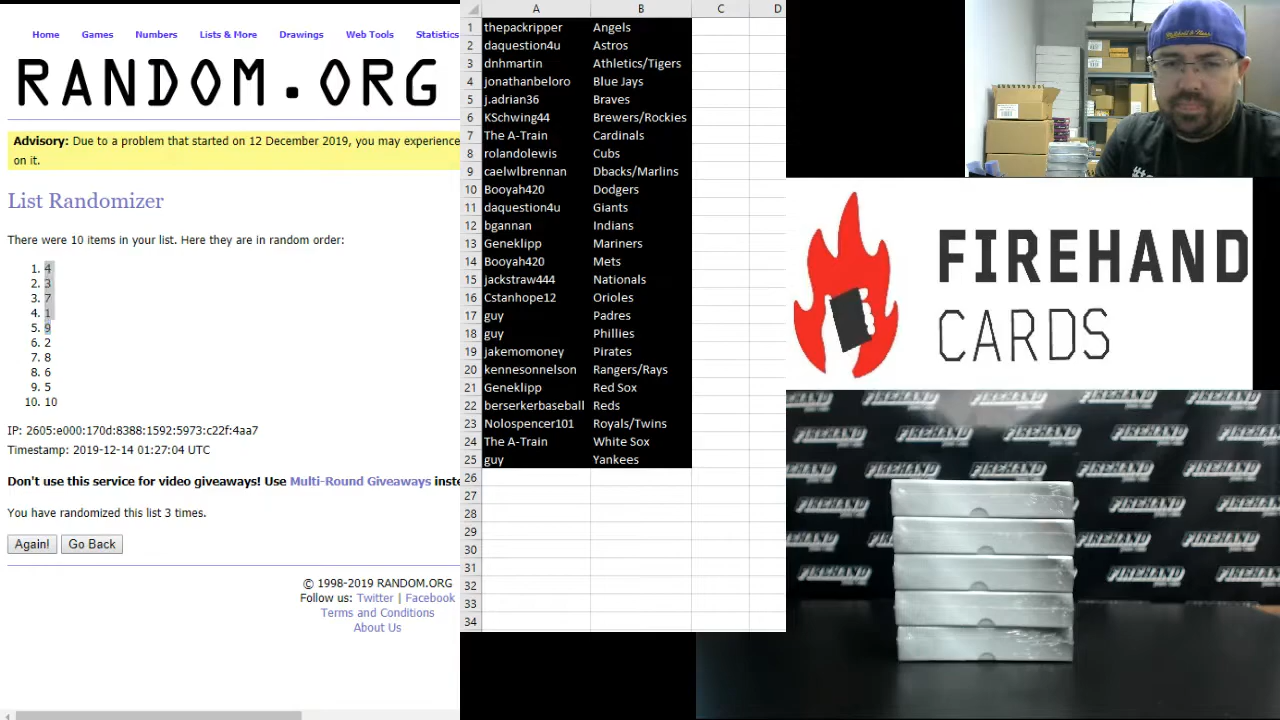 Home Games Numbers Lists & More Drawings Web Tools Statistics
RANDOM.ORG
Advisory: Due to a problem that started on 12 December 2019, you may experience
on it.
List Randomizer
There were 10 items in your list. Here they are in random order:
1. 4
2. 3
3. 7
4. 1
5. 9
6. 2
7. 8
8. 6
9. 5
10. 10
IP: 2605:e000:170d:8388:1592:5973:c22f:4aa7
Timestamp: 2019-12-14 01:27:04 UTC
Don't use this service for video giveaways! Use Multi-Round Giveaways inste
You have randomized this list 3 times.
Again! Go Back
© 1998-2019 RANDOM.ORG
Follow us: Twitter | Facebook
Terms and Conditions
About Us
A B C D
1 thepackripper Angels
2 daquestion4u Astros
3 dnhmartin Athletics/Tigers
4 jonathanbeloro Blue Jays
5 j.adrian36 Braves
6 KSchwing44 Brewers/Rockies
7 The A-Train Cardinals
8 rolandolewis Cubs
9 caelwlbrennan Dbacks/Marlins
10 Booyah420 Dodgers
11 daquestion4u Giants
12 bgannan Indians
13 Geneklipp Mariners
14 Booyah420 Mets
15 jackstraw444 Nationals
16 Cstanhope12 Orioles
17 guy Padres
18 guy Phillies
19 jakemomoney Pirates
20 kennesonnelson Rangers/Rays
21 Geneklipp Red Sox
22 berserkerbaseball Reds
23 Nolospencer101 Royals/Twins
24 The A-Train White Sox
25 guy Yankees
26
27
28
29
30
31
32
33
34
FIREHAND
CARDS
FIREHAND